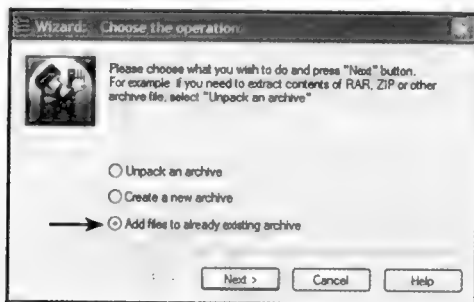 Wizard: Choose the operation
Please choose what you wish to do and press "Next" button.
For example if you need to extract contents of RAR, ZIP or other
archive file, select "Unpack an archive"
Unpack an archive
Create a new archive
Add files to already existing archive
Next >
Cancel
Help